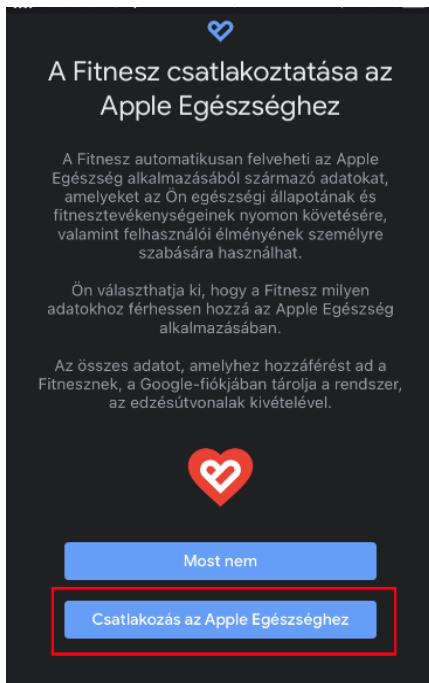 A Fitnesz csatlakoztatása az
Apple Egészséghez
A Fitnesz automatikusan felveheti az Apple
Egészség alkalmazásából származó adatokat,
amelyeket az Ön egészségi állapotának és
fitnesztevékenységeinek nyomon követésére,
valamint felhasználói élményének személyre
szabására használhat.
Ön választhatja ki, hogy a Fitnesz milyen
adatokhoz férhessen hozzá az Apple Egészség
alkalmazásában.
Az összes adatot, amelyhez hozzáférést ad a
Fitnesznek, a Google-fiókjában tárolja a rendszer,
az edzésútvonalak kivételével.
Most nem
Csatlakozás az Apple Egészséghez